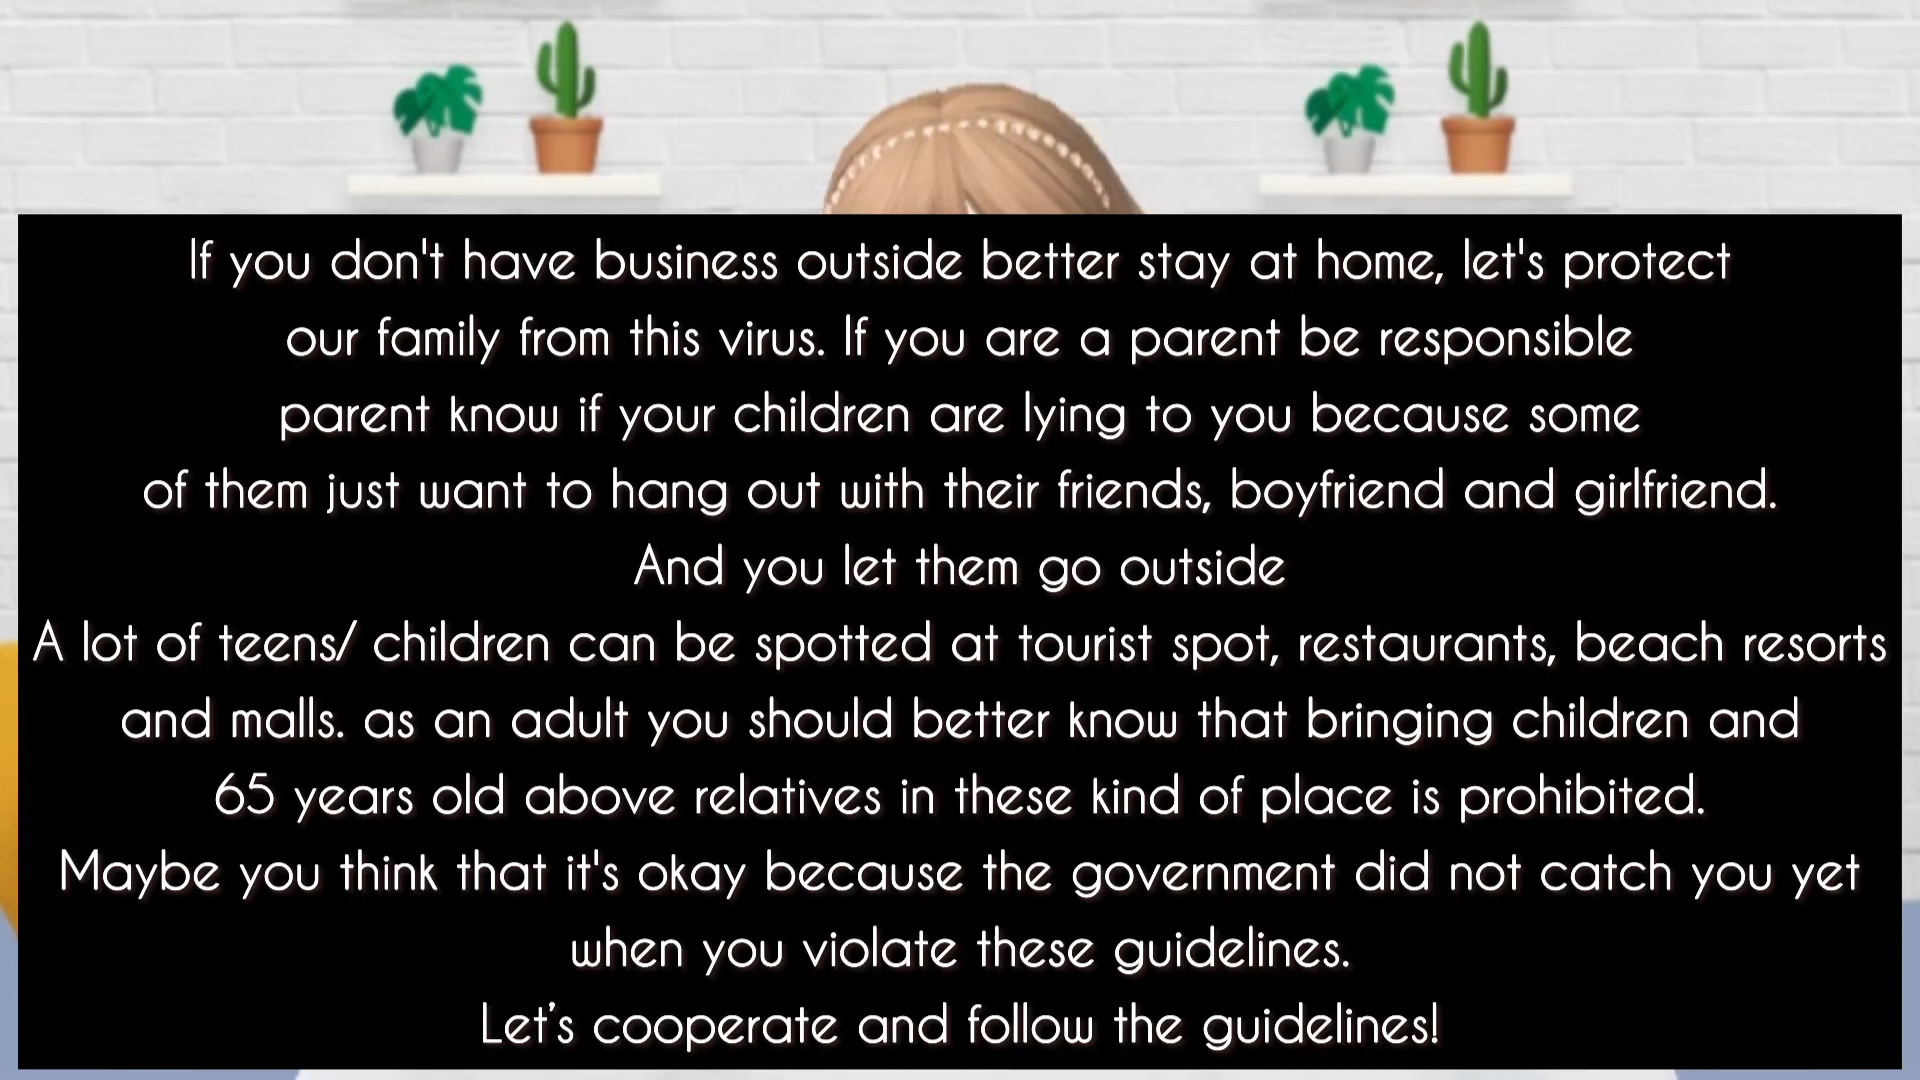 If you don't have business outside better stay at home, let's protect
our family from this virus. If you are a parent be responsible
parent know if your children are lying to you because some
of them just want to hang out with their friends, boyfriend and girlfriend.
And you let them go outside
A lot of teens/ children can be spotted at tourist spot, restaurants, beach resorts
and malls. as an adult you should better know that bringing children and
65 years old above relatives in these kind of place is prohibited.
Maybe you think that it's okay because the government did not catch you yet
when you violate these guidelines.
Let’s cooperate and follow the guidelines!